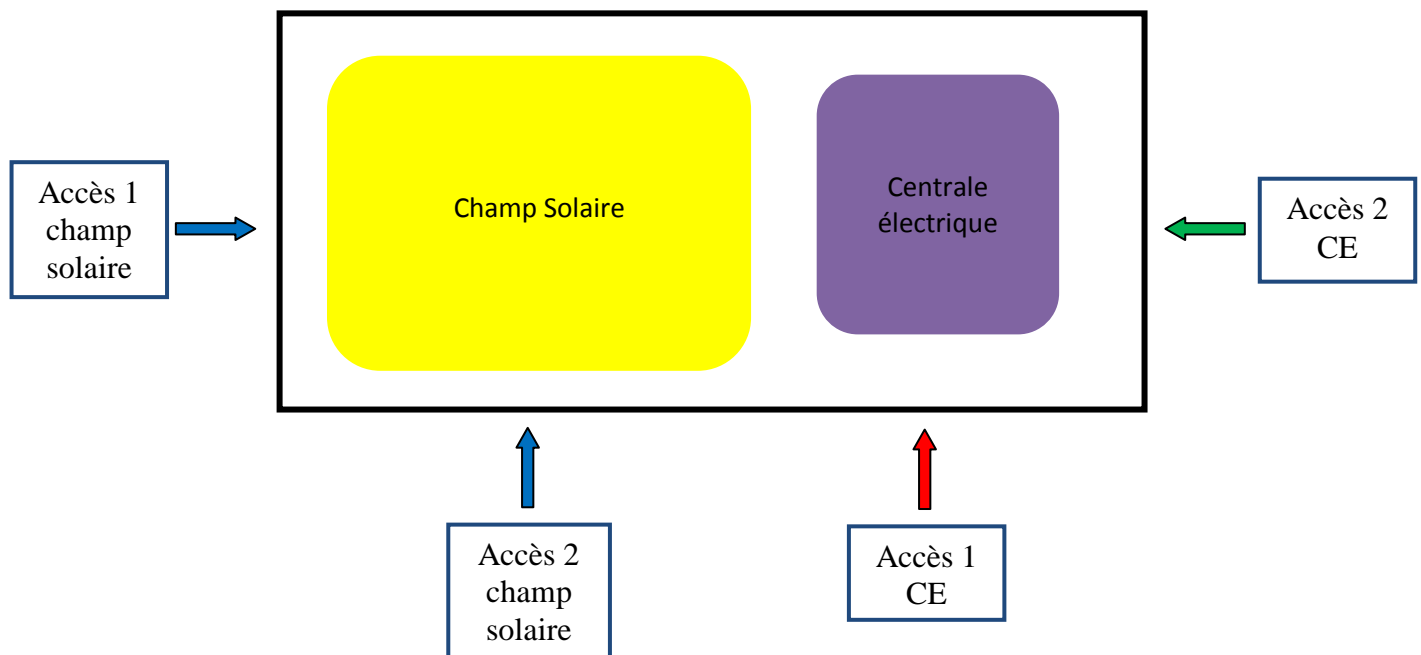 Accès 1
champ
solaire
Champ Solaire
Centrale
électrique
Accès 2
CE
Accès 2
champ
solaire
Accès 1
CE